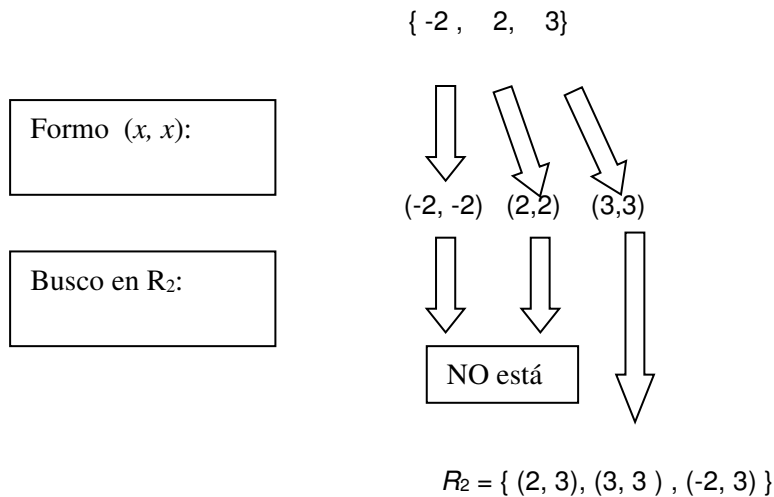 { -2 , 2, 3}
Formo (x, x):
(-2, -2) (2,2) (3,3)
Busco en R₂:
NO está
R₂ = { (2, 3), (3, 3 ) , (-2, 3) }